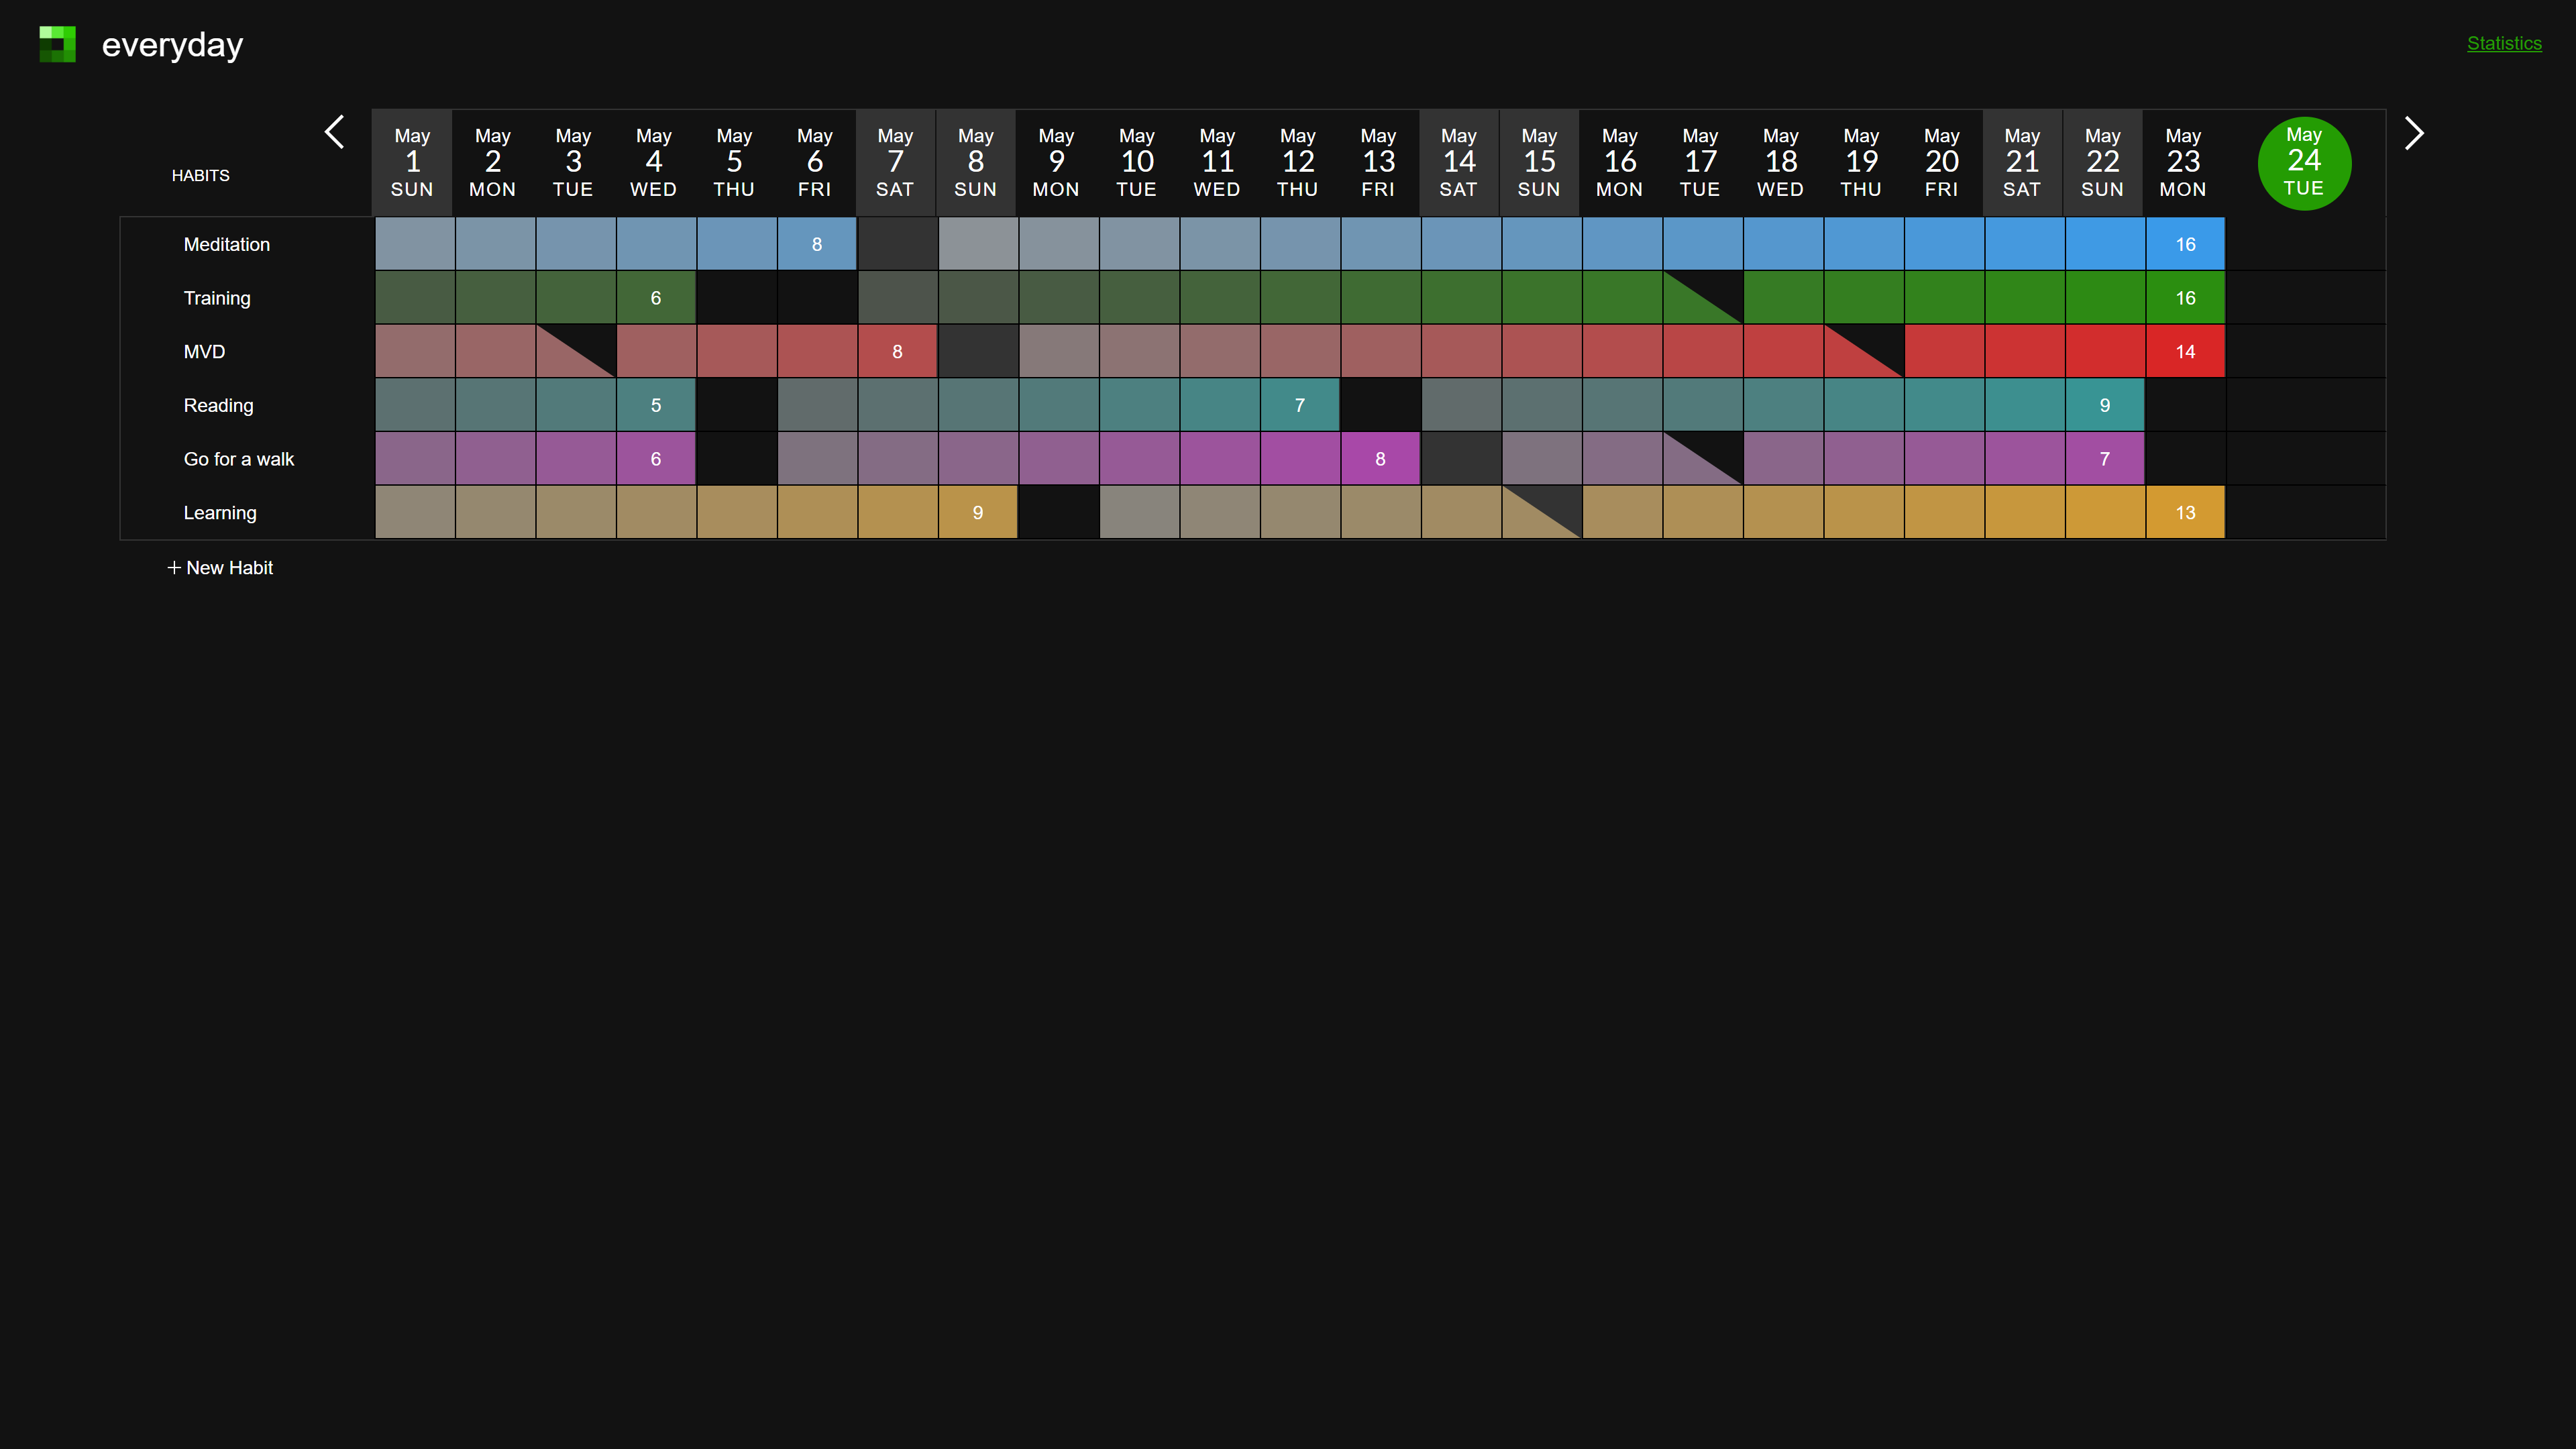 everyday
Statistics
HABITS
May May May May May May May May May May May May May May May May May May May May May May May May
1 2 3 4 5 6 7 8 9 10 11 12 13 14 15 16 17 18 19 20 21 22 23 24
SUN MON TUE WED THU FRI SAT SUN MON TUE WED THU FRI SAT SUN MON TUE WED THU FRI SAT SUN MON TUE
Meditation 8 16
Training 6 16
MVD 8 14
Reading 5 7 9
Go for a walk 6 8 7
Learning 9 13
+ New Habit